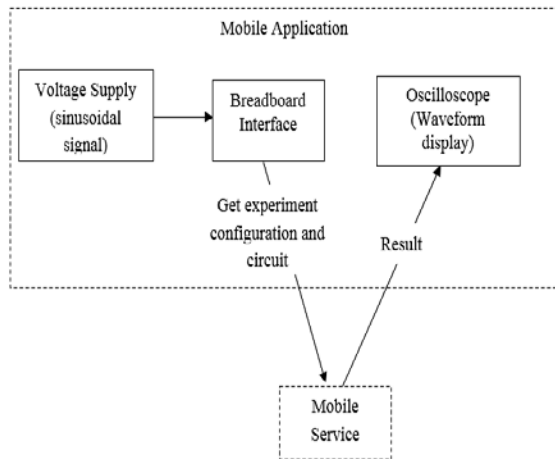 Mobile Application
Voltage Supply
(sinusoidal
signal)
Breadboard
Interface
Oscilloscope
(Waveform
display)
Get experiment
configuration and
circuit
Result
Mobile
Service